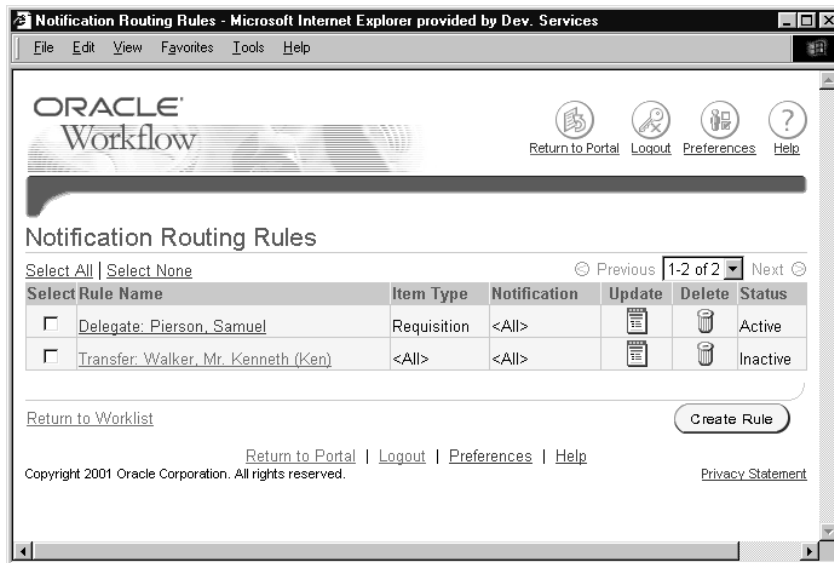 Notification Routing Rules - Microsoft Internet Explorer provided by Dev. Services
File Edit View Favorites Tools Help
ORACLE
Workflow
Return to Portal Logout Preferences ? Help
Notification Routing Rules
Select All | Select None Previous 1-2 of 2 Next
Select Rule Name Item Type Notification Update Delete Status
Delegate: Pierson, Samuel Requisition <All> Active
Transfer: Walker, Mr. Kenneth (Ken) <All> <All> Inactive
Return to Worklist Create Rule
Return to Portal | Logout | Preferences | Help
Copyright 2001 Oracle Corporation. All rights reserved. Privacy Statement